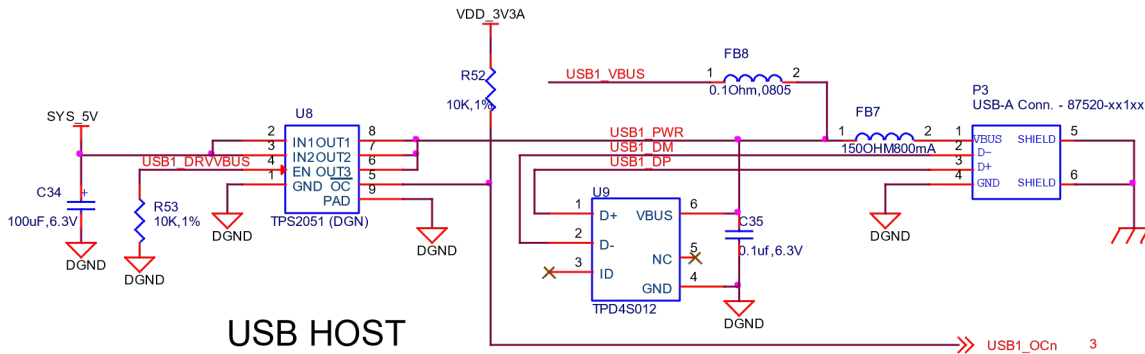 VDD_3V3A
FB8
USB1_VBUS
1
2
0.1Ohm,0805
R52
10K,1%
P3
USB-A Conn. - 87520-xx1xx
U8
SYS_5V
FB7
2 IN1 OUT1 8
3 IN2 OUT2 7
4 EN OUT3 6
1 GND OC 5
PAD 9
TPS2051 (DGN)
USB1_DRVVBUS
USB1_PWR
USB1_DM
USB1_DP
1
2
150OHM800mA
1 VBUS SHIELD 5
2 D-
3 D+
4 GND SHIELD 6
C34
+
100uF,6.3V
R53
10K,1%
DGND
DGND
DGND
DGND
DGND
U9
1 D+ VBUS 6
2 D-
NC 5
3 ID
GND 4
TPD4S012
C35
0.1uf,6.3V
DGND
USB HOST
USB1_OCn 3